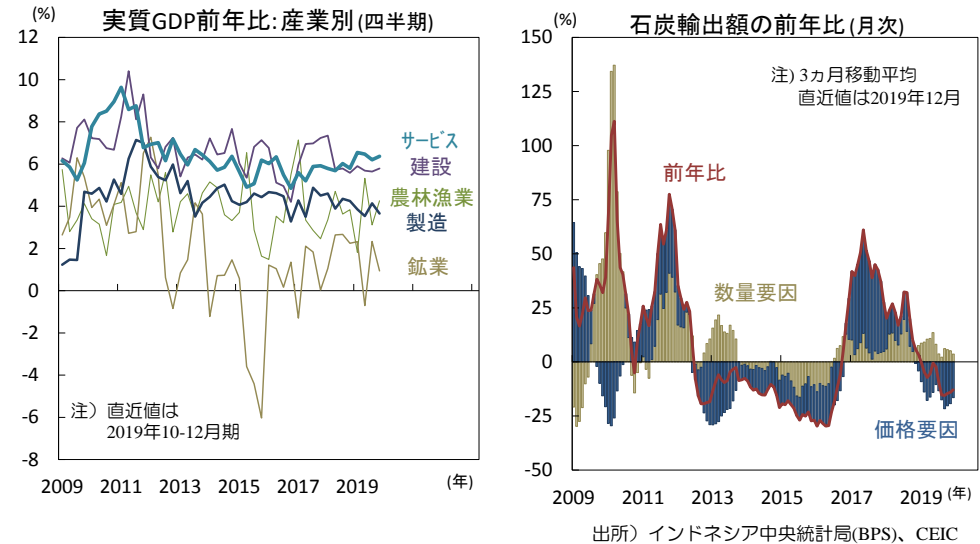 実質GDP前年比：産業別(四半期)
(%)
12
10
8
6
4
2
0
-2
-4
-6
-8
サービス
建設
農林漁業
製造
鉱業
注）直近値は
2019年10-12月期
2009 2011 2013 2015 2017 2019 (年)
石炭輸出額の前年比(月次)
(%)
150
125
100
75
50
25
0
-25
-50
注) 3ヵ月移動平均
直近値は2019年12月
前年比
数量要因
価格要因
2009 2011 2013 2015 2017 2019 (年)
出所）インドネシア中央統計局(BPS)、CEIC